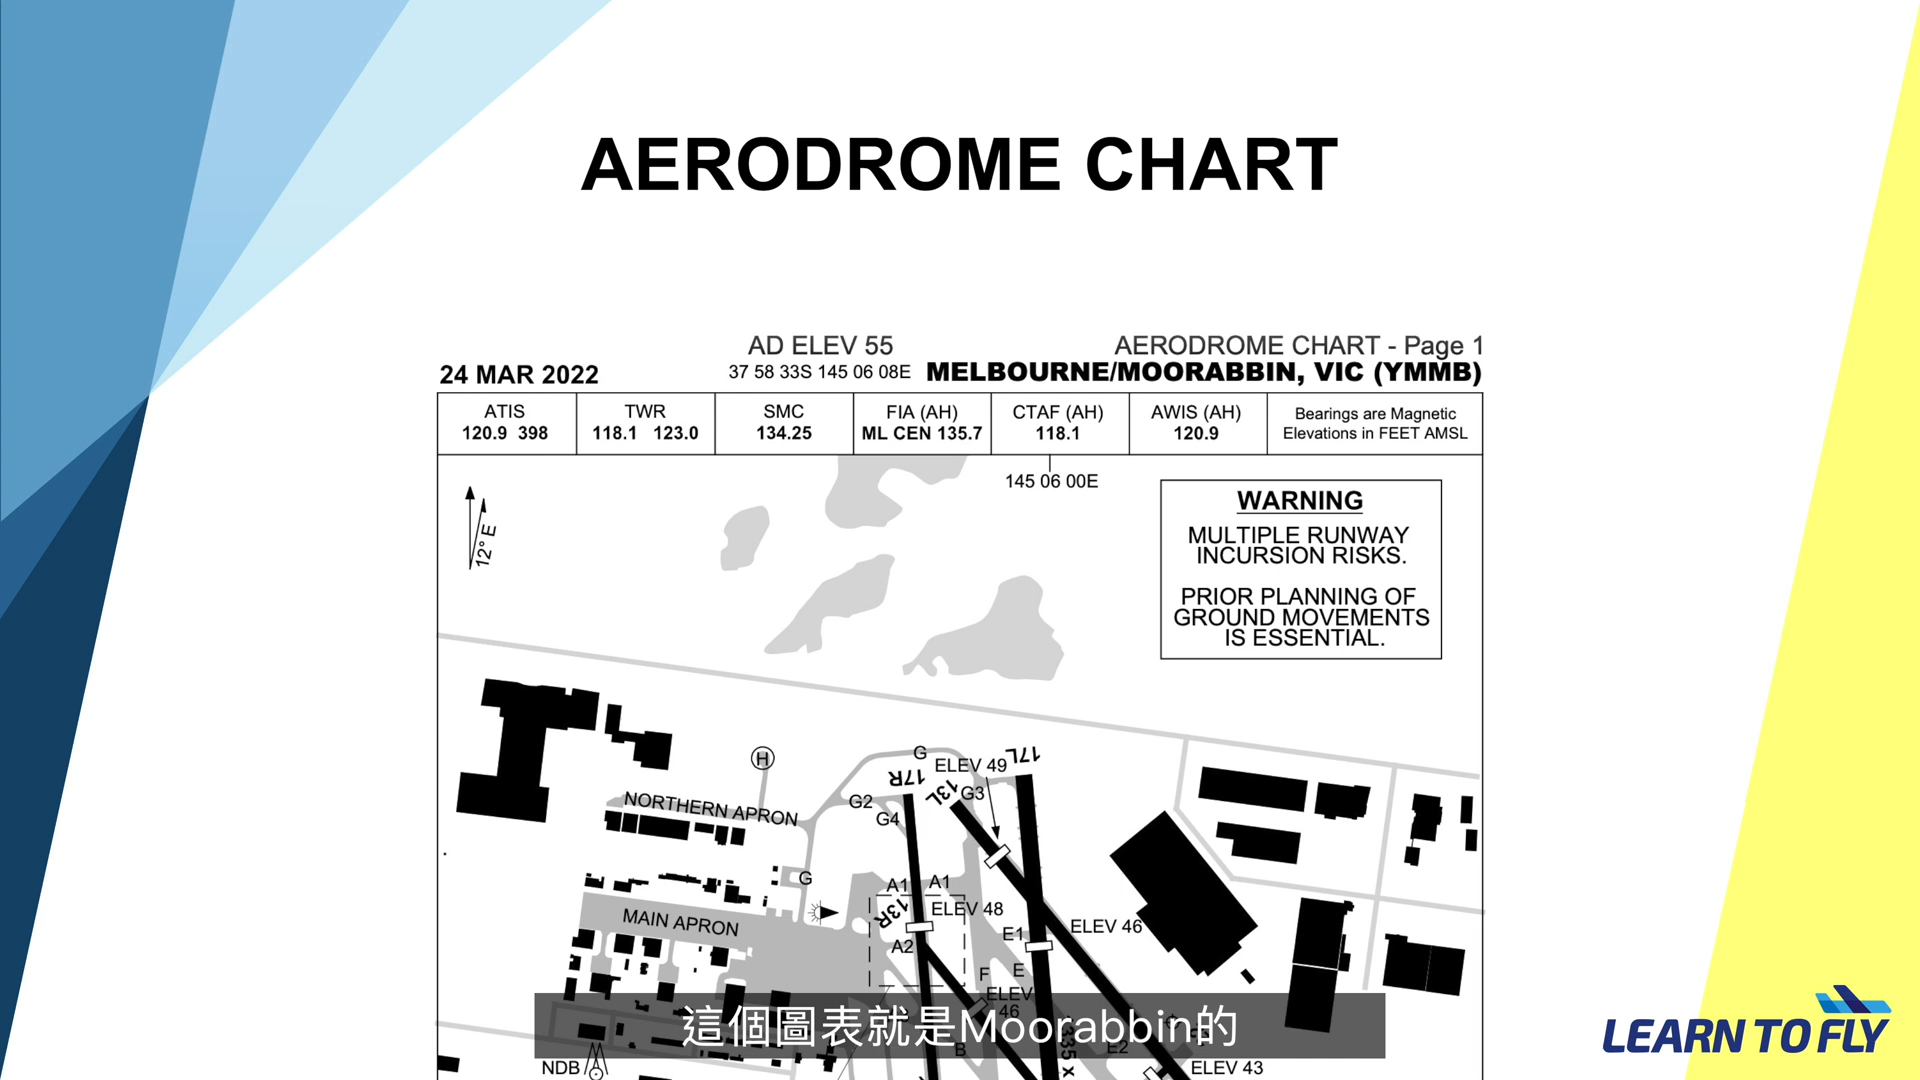 AERODROME CHART
AD ELEV 55
AERODROME CHART - Page 1
24 MAR 2022
37 58 33S 145 06 08E
MELBOURNE/MOORABBIN, VIC (YMMB)
ATIS
120.9 398
TWR
118.1 123.0
SMC
134.25
FIA (AH)
ML CEN 135.7
CTAF (AH)
118.1
AWIS (AH)
120.9
Bearings are Magnetic
Elevations in FEET AMSL
145 06 00E
12° E
WARNING
MULTIPLE RUNWAY
INCURSION RISKS.
PRIOR PLANNING OF
GROUND MOVEMENTS
IS ESSENTIAL.
H
G
17L
ELEV 49
17R
13L
G3
G2
G4
NORTHERN APRON
G
A1
A1
13R
ELEV 48
MAIN APRON
ELEV 46
E1
A2
F
E
ELEV
46
這個圖表就是Moorabbin的
B
E2
NDB
ELEV 43
LEARN TO FLY